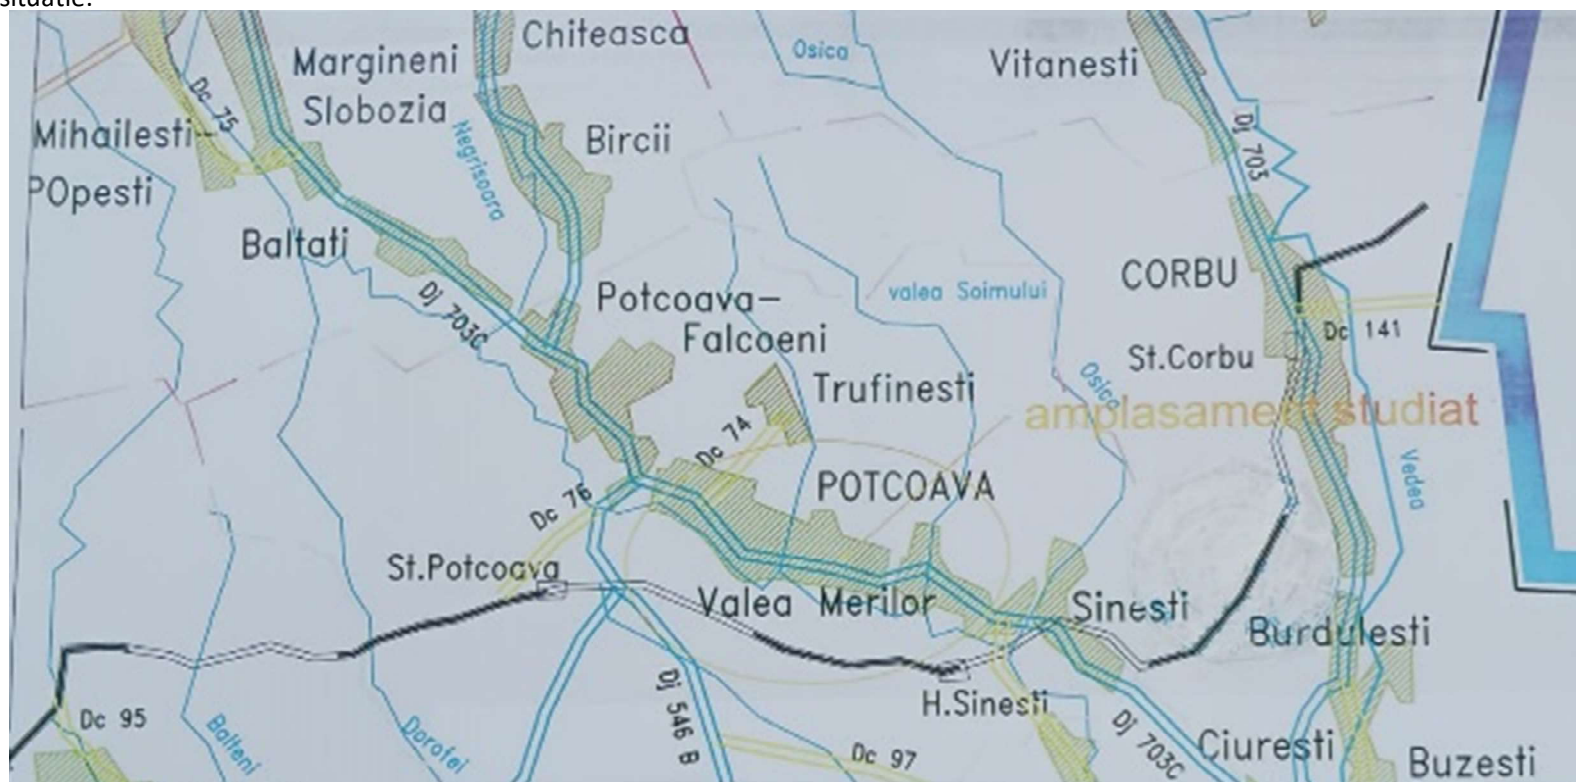 situatie:
Chiteasca
Margineni
Osica
Vitanesti
Dc 75
Slobozia
Mihailesti-
Negrisoara
Bircii
Dj 703
POpesti
Baltati
CORBU
Potcoava-
valea Soimului
Dj 703C
Falcoeni
Dc 141
St.Corbu
Trufinesti
Osica
amplasament studiat
Dc 74
POTCOAVA
Vedea
Dc 76
St.Potcoava
Valea Merilor
Sinesti
Burdulesti
H.Sinesti
Dj 546 B
Dc 95
Balteni
Dorofei
Dc 97
Dj 703C
Ciuresti
Buzesti